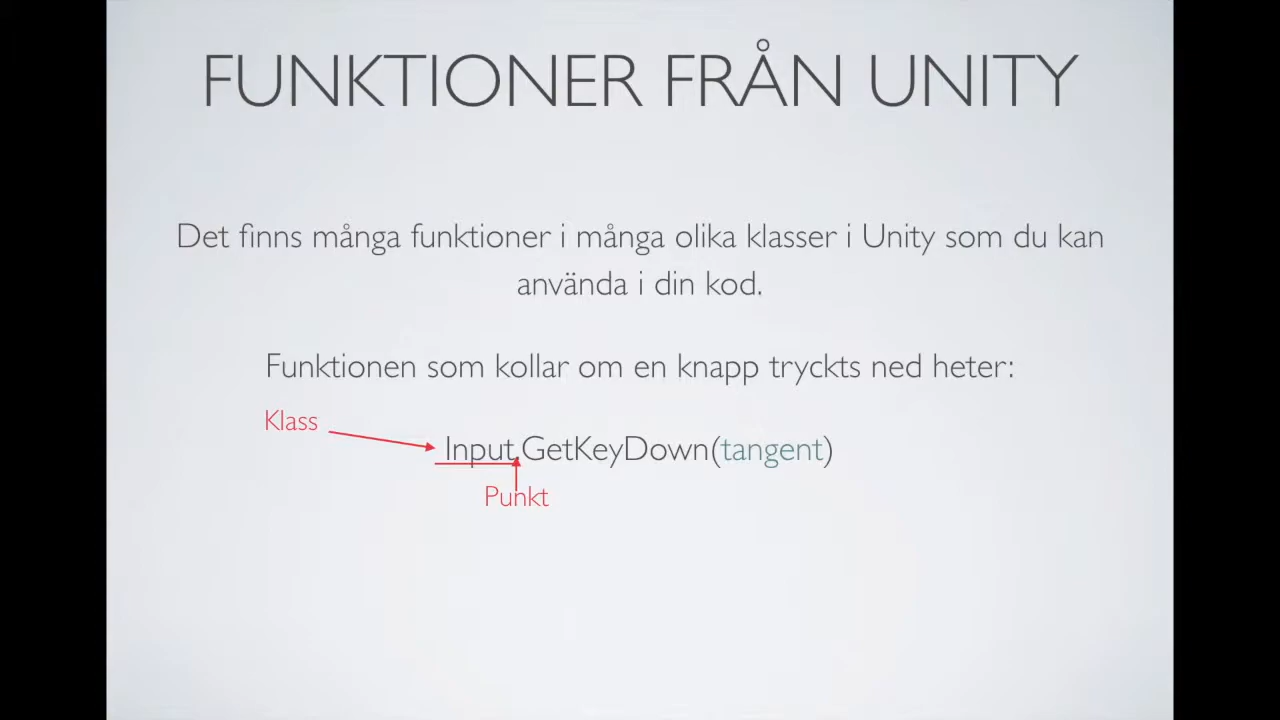 FUNKTIONER FRÅN UNITY
Det finns många funktioner i många olika klasser i Unity som du kan
använda i din kod.
Funktionen som kollar om en knapp tryckts ned heter:
Klass
Input.GetKeyDown(tangent)
Punkt